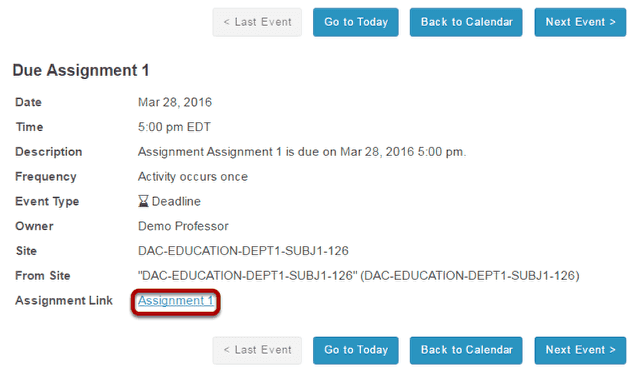 < Last Event Go to Today Back to Calendar Next Event >
Due Assignment 1
Date Mar 28, 2016
Time 5:00 pm EDT
Description Assignment Assignment 1 is due on Mar 28, 2016 5:00 pm.
Frequency Activity occurs once
Event Type Deadline
Owner Demo Professor
Site DAC-EDUCATION-DEPT1-SUBJ1-126
From Site "DAC-EDUCATION-DEPT1-SUBJ1-126" (DAC-EDUCATION-DEPT1-SUBJ1-126)
Assignment Link Assignment 1
< Last Event Go to Today Back to Calendar Next Event >